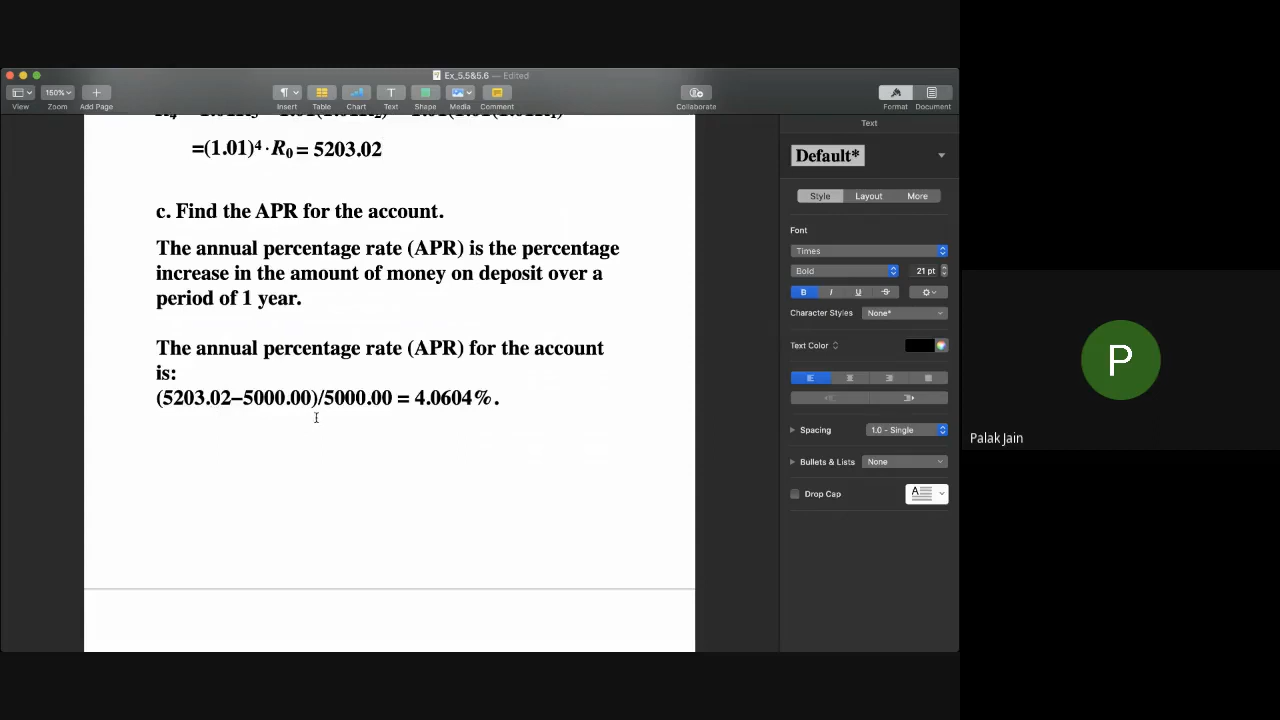 Ex_5.5&5.6 — Edited
150%
View Zoom Add Page Insert Table Chart Text Shape Media Comment Collaborate Format Document
=(1.01)⁴ · R₀ = 5203.02
c. Find the APR for the account.
The annual percentage rate (APR) is the percentage
increase in the amount of money on deposit over a
period of 1 year.
The annual percentage rate (APR) for the account
is:
(5203.02−5000.00)/5000.00 = 4.0604%.
Text
Default*
Style Layout More
Font
Times
Bold 21 pt
B I U S
Character Styles None*
Text Color
Spacing 1.0 - Single
Bullets & Lists None
Drop Cap
A
P
Palak Jain